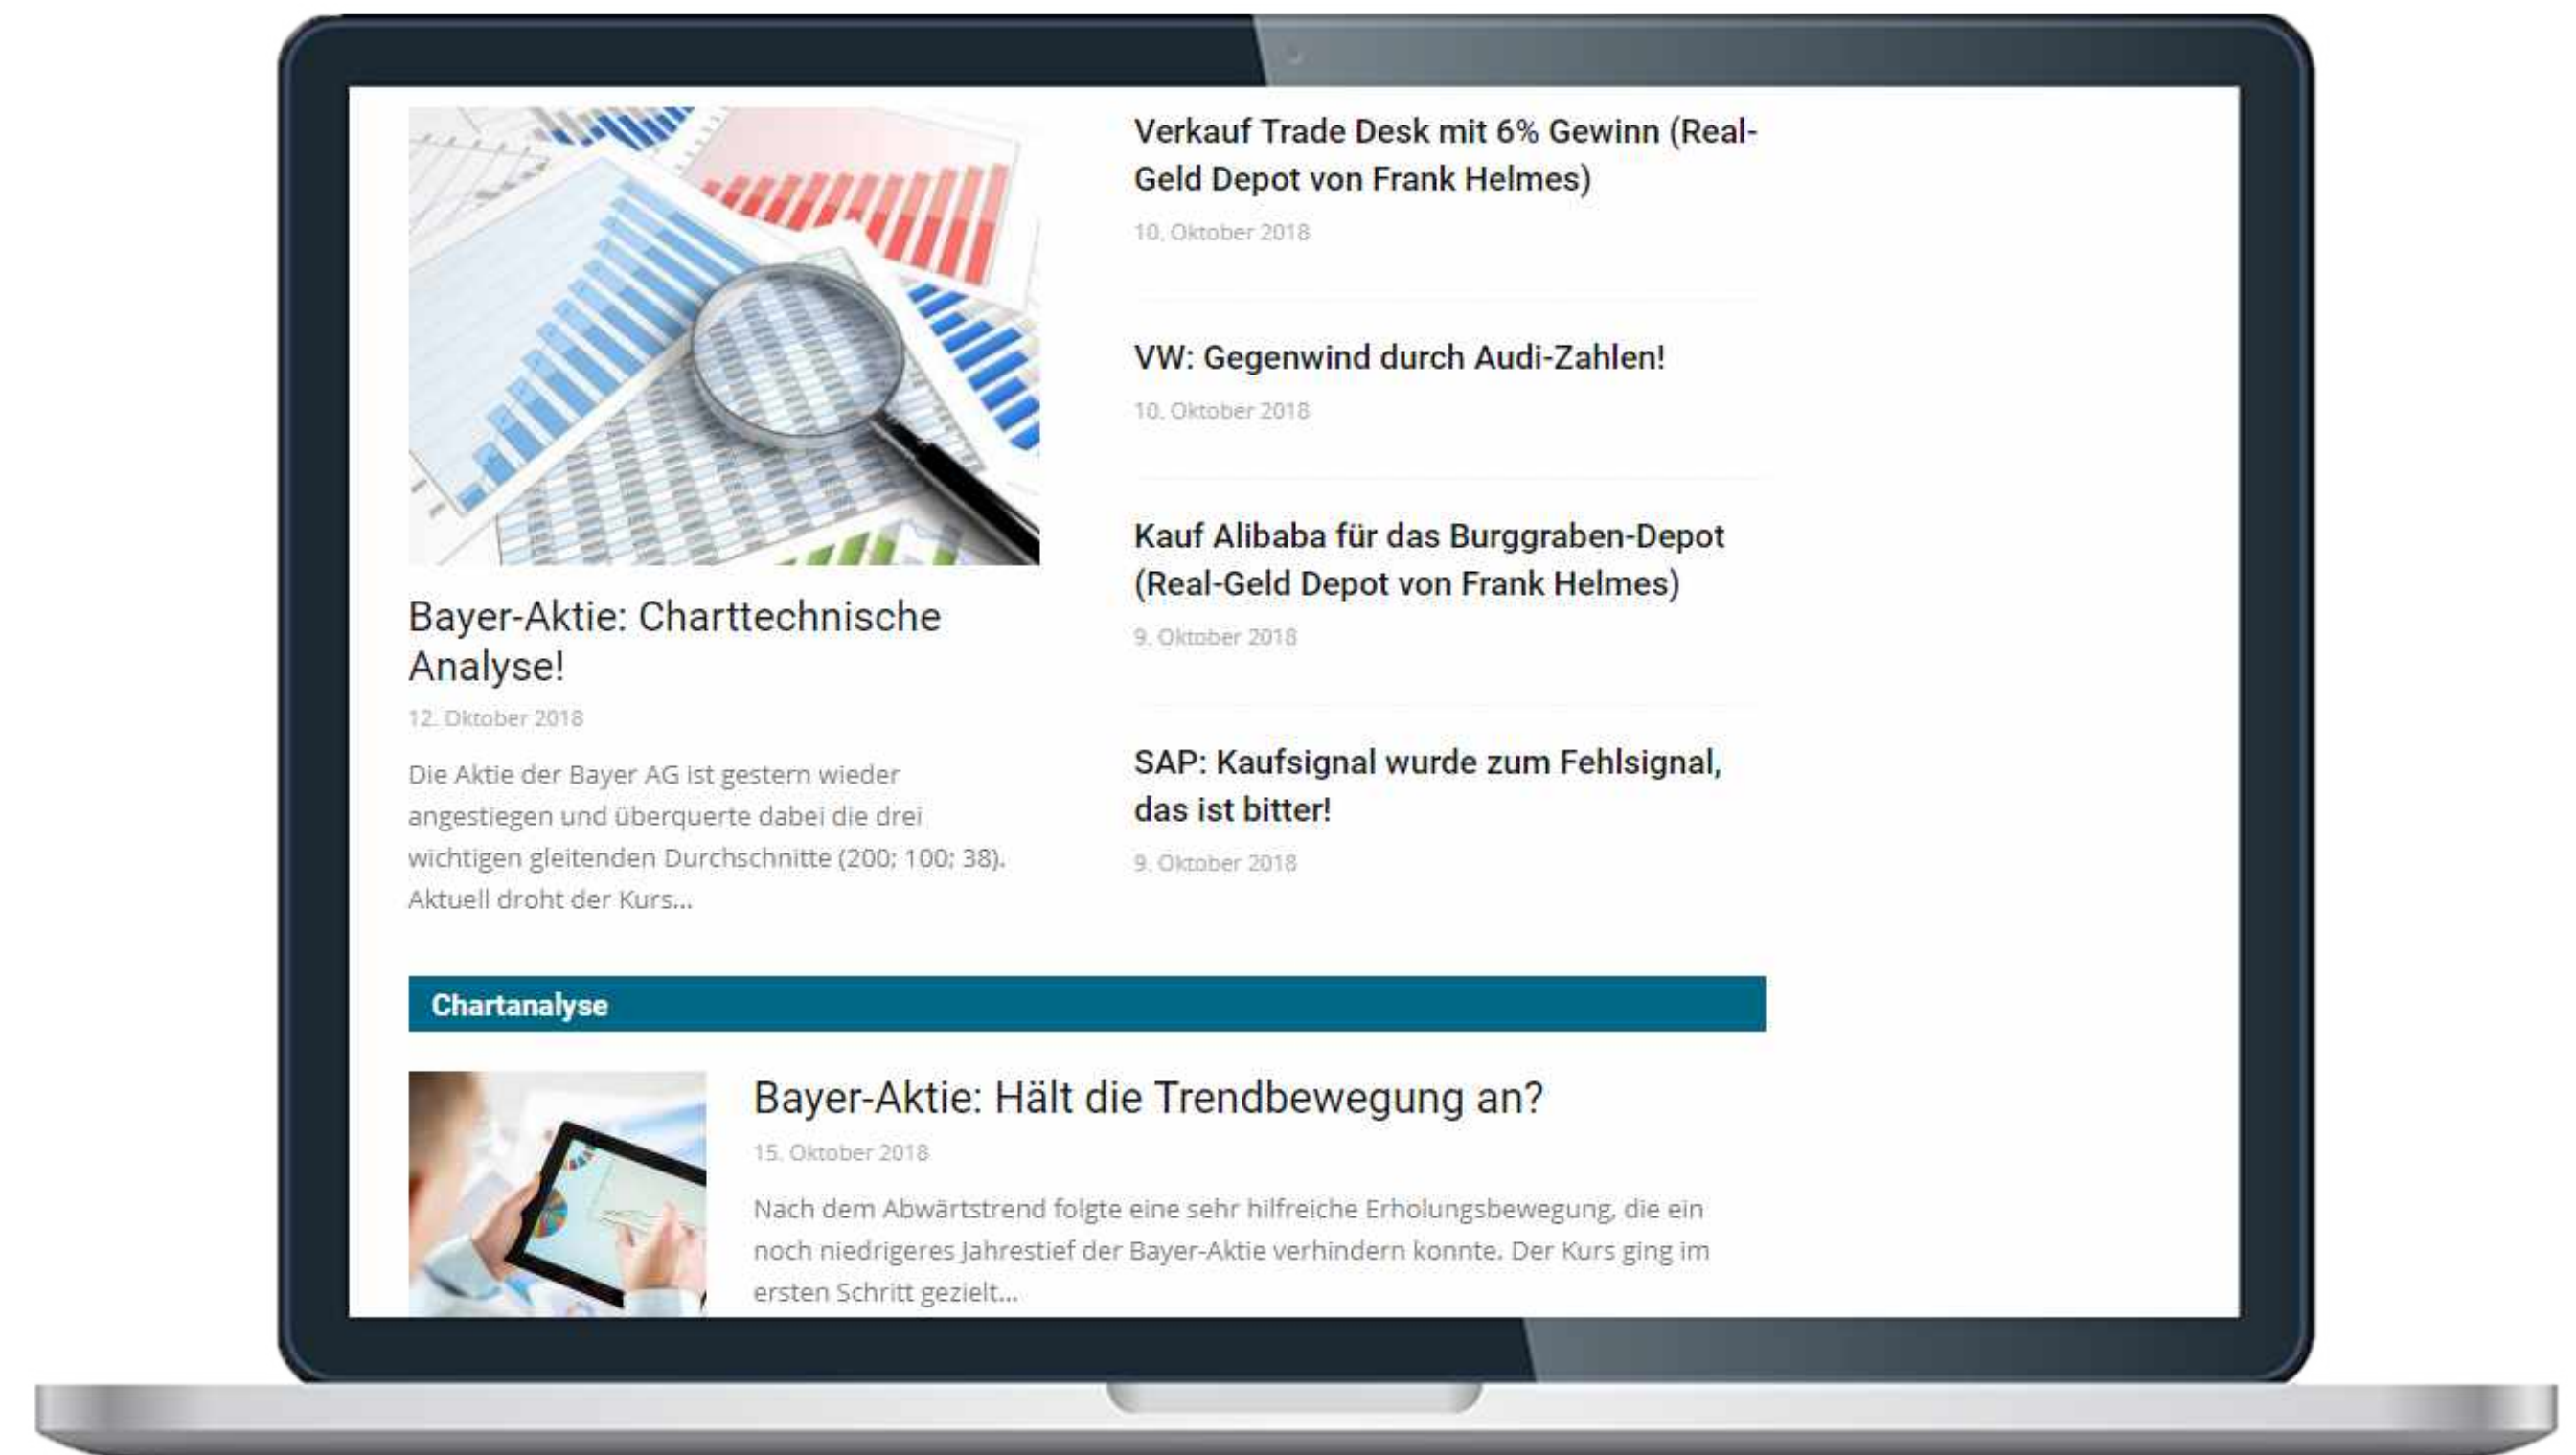 Bayer-Aktie: Charttechnische
Analyse!
12. Oktober 2018
Die Aktie der Bayer AG ist gestern wieder
angestiegen und überquerte dabei die drei
wichtigen gleitenden Durchschnitte (200; 100; 38).
Aktuell droht der Kurs...
Verkauf Trade Desk mit 6% Gewinn (Real-
Geld Depot von Frank Helmes)
10. Oktober 2018
VW: Gegenwind durch Audi-Zahlen!
10. Oktober 2018
Kauf Alibaba für das Burggraben-Depot
(Real-Geld Depot von Frank Helmes)
9. Oktober 2018
SAP: Kaufsignal wurde zum Fehlsignal,
das ist bitter!
9. Oktober 2018
Chartanalyse
Bayer-Aktie: Hält die Trendbewegung an?
15. Oktober 2018
Nach dem Abwärtstrend folgte eine sehr hilfreiche Erholungsbewegung, die ein
noch niedrigeres Jahrestief der Bayer-Aktie verhindern konnte. Der Kurs ging im
ersten Schritt gezielt...